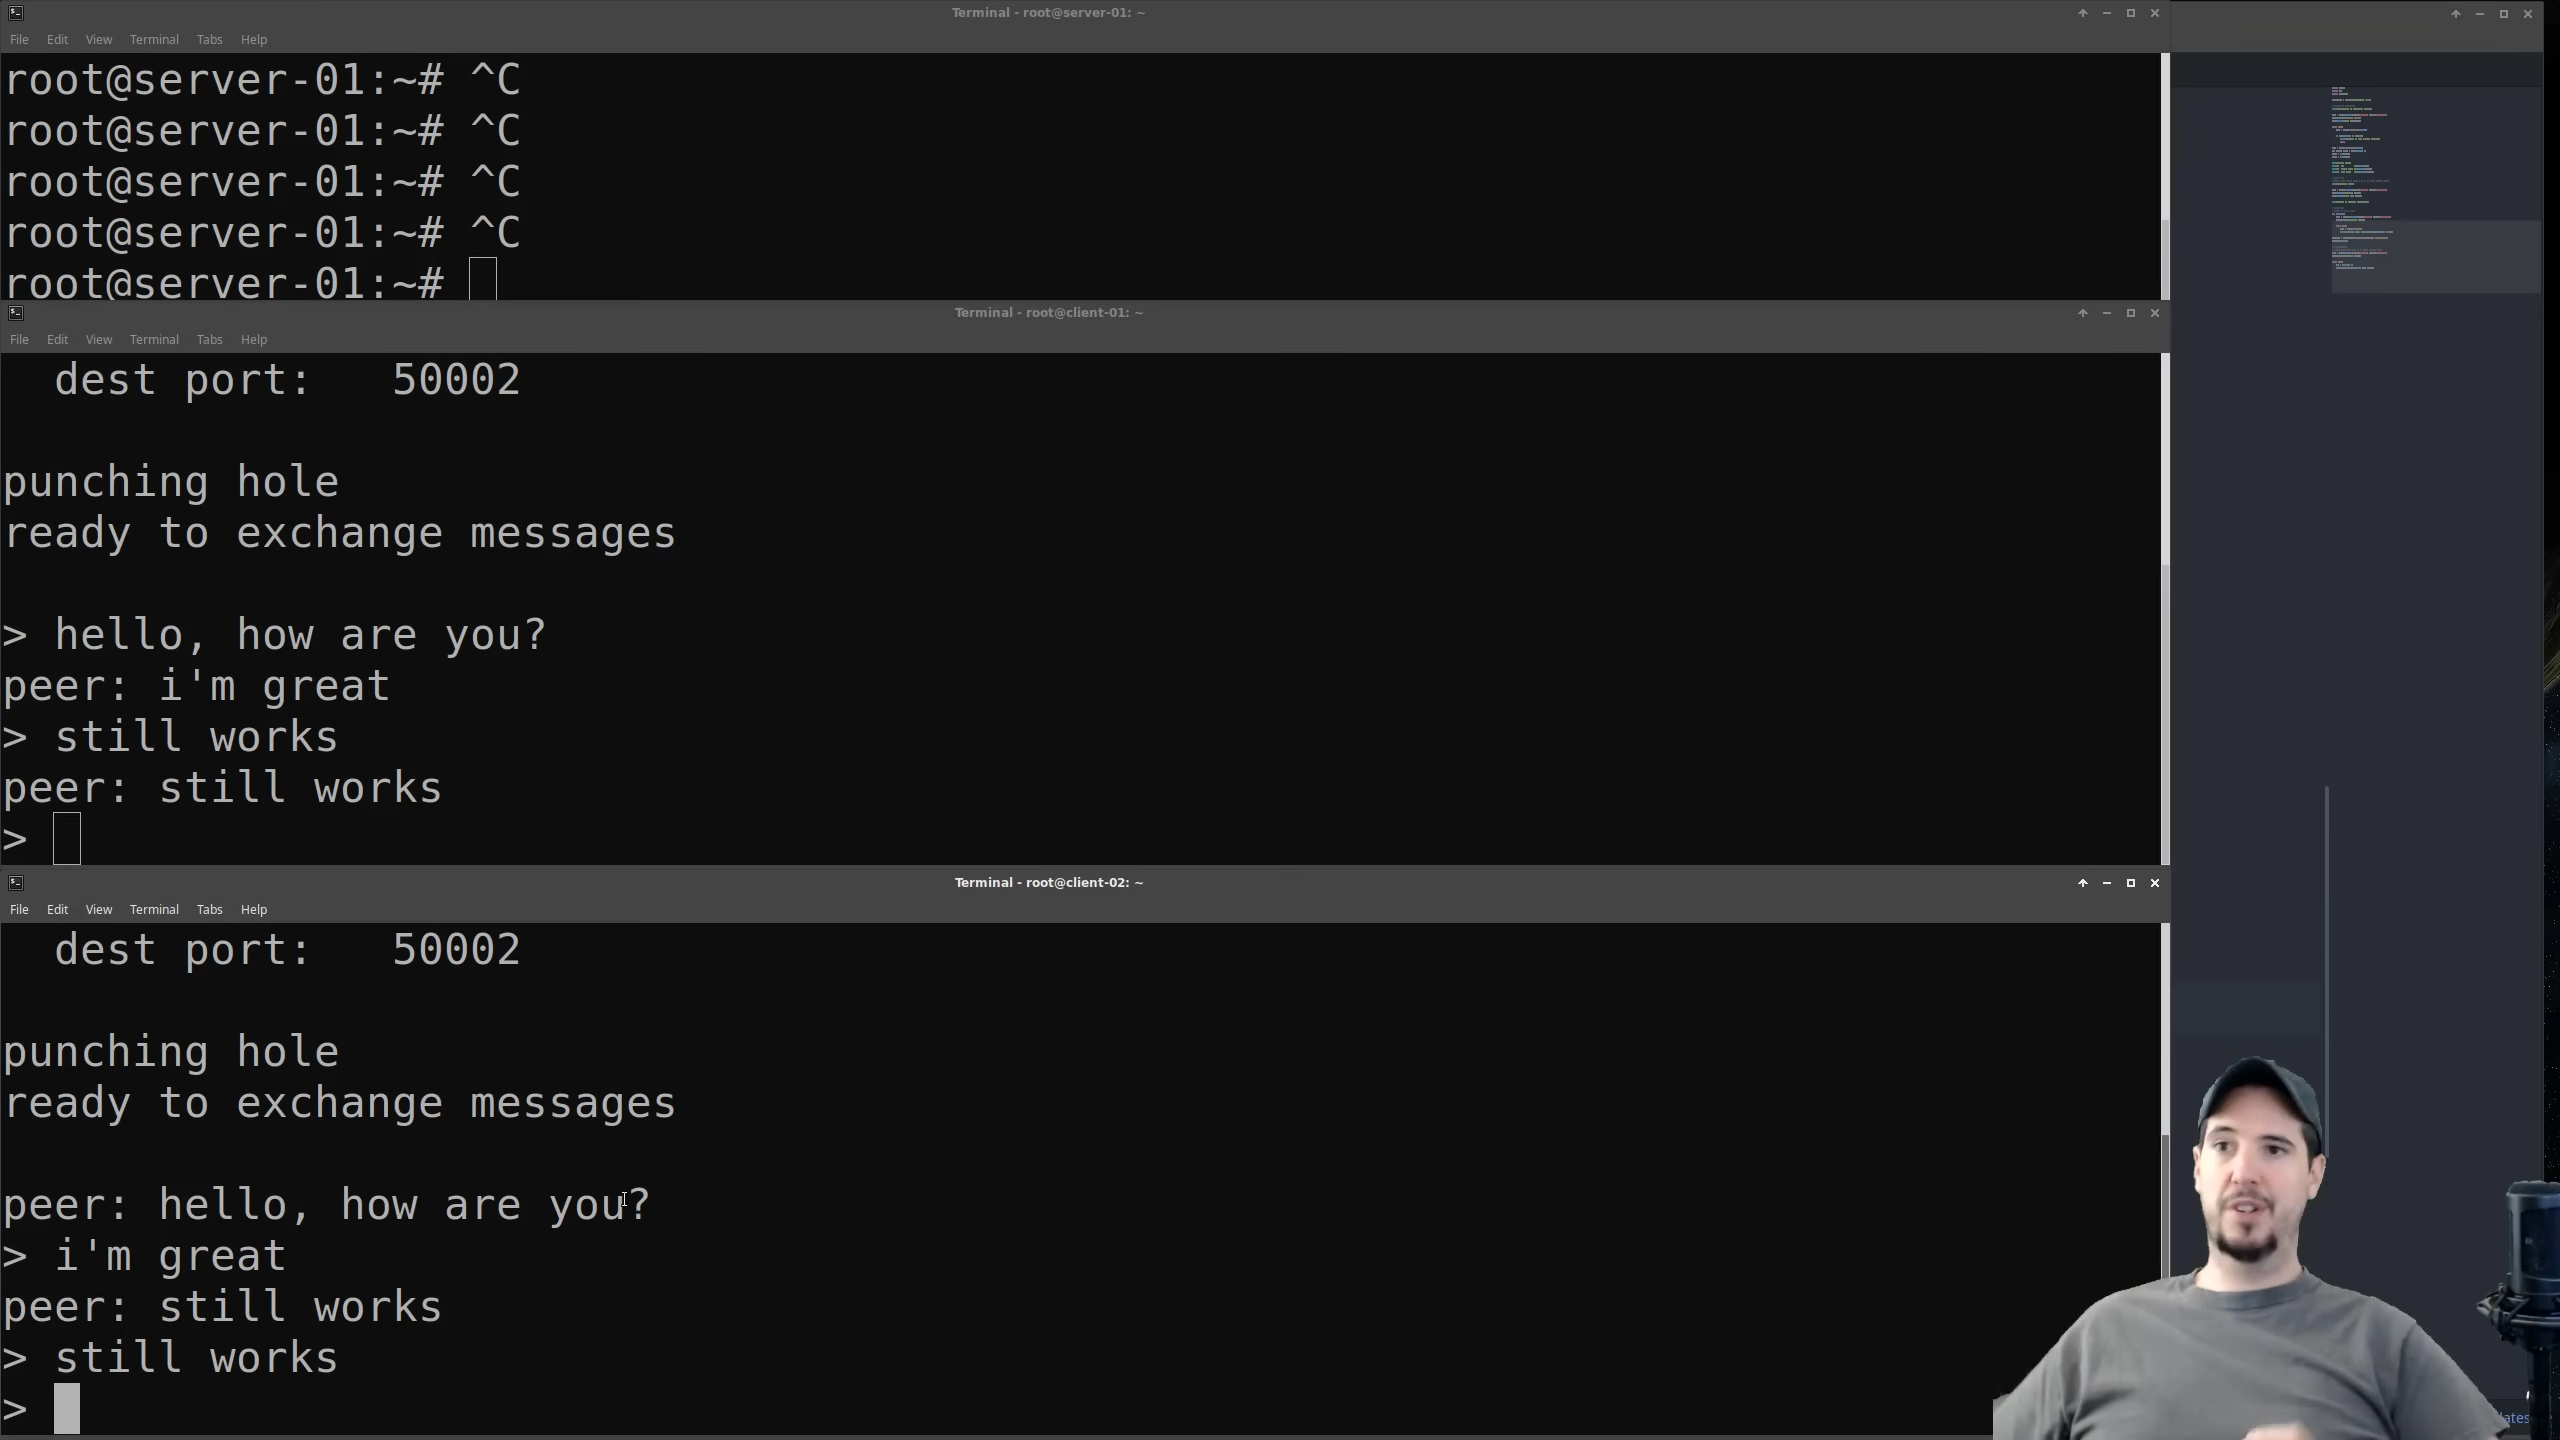 Terminal - root@server-01: ~
File Edit View Terminal Tabs Help
root@server-01:~# ^C
root@server-01:~# ^C
root@server-01:~# ^C
root@server-01:~# ^C
root@server-01:~#
Terminal - root@client-01: ~
File Edit View Terminal Tabs Help
dest port: 50002
punching hole
ready to exchange messages
> hello, how are you?
peer: i'm great
> still works
peer: still works
>
Terminal - root@client-02: ~
File Edit View Terminal Tabs Help
dest port: 50002
punching hole
ready to exchange messages
peer: hello, how are you?
> i'm great
peer: still works
> still works
>